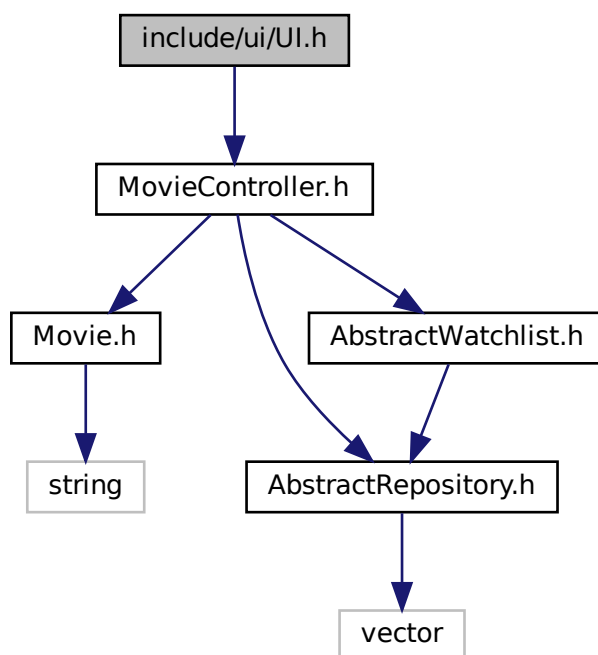 include/ui/UI.h
MovieController.h
Movie.h
AbstractWatchlist.h
string
AbstractRepository.h
vector